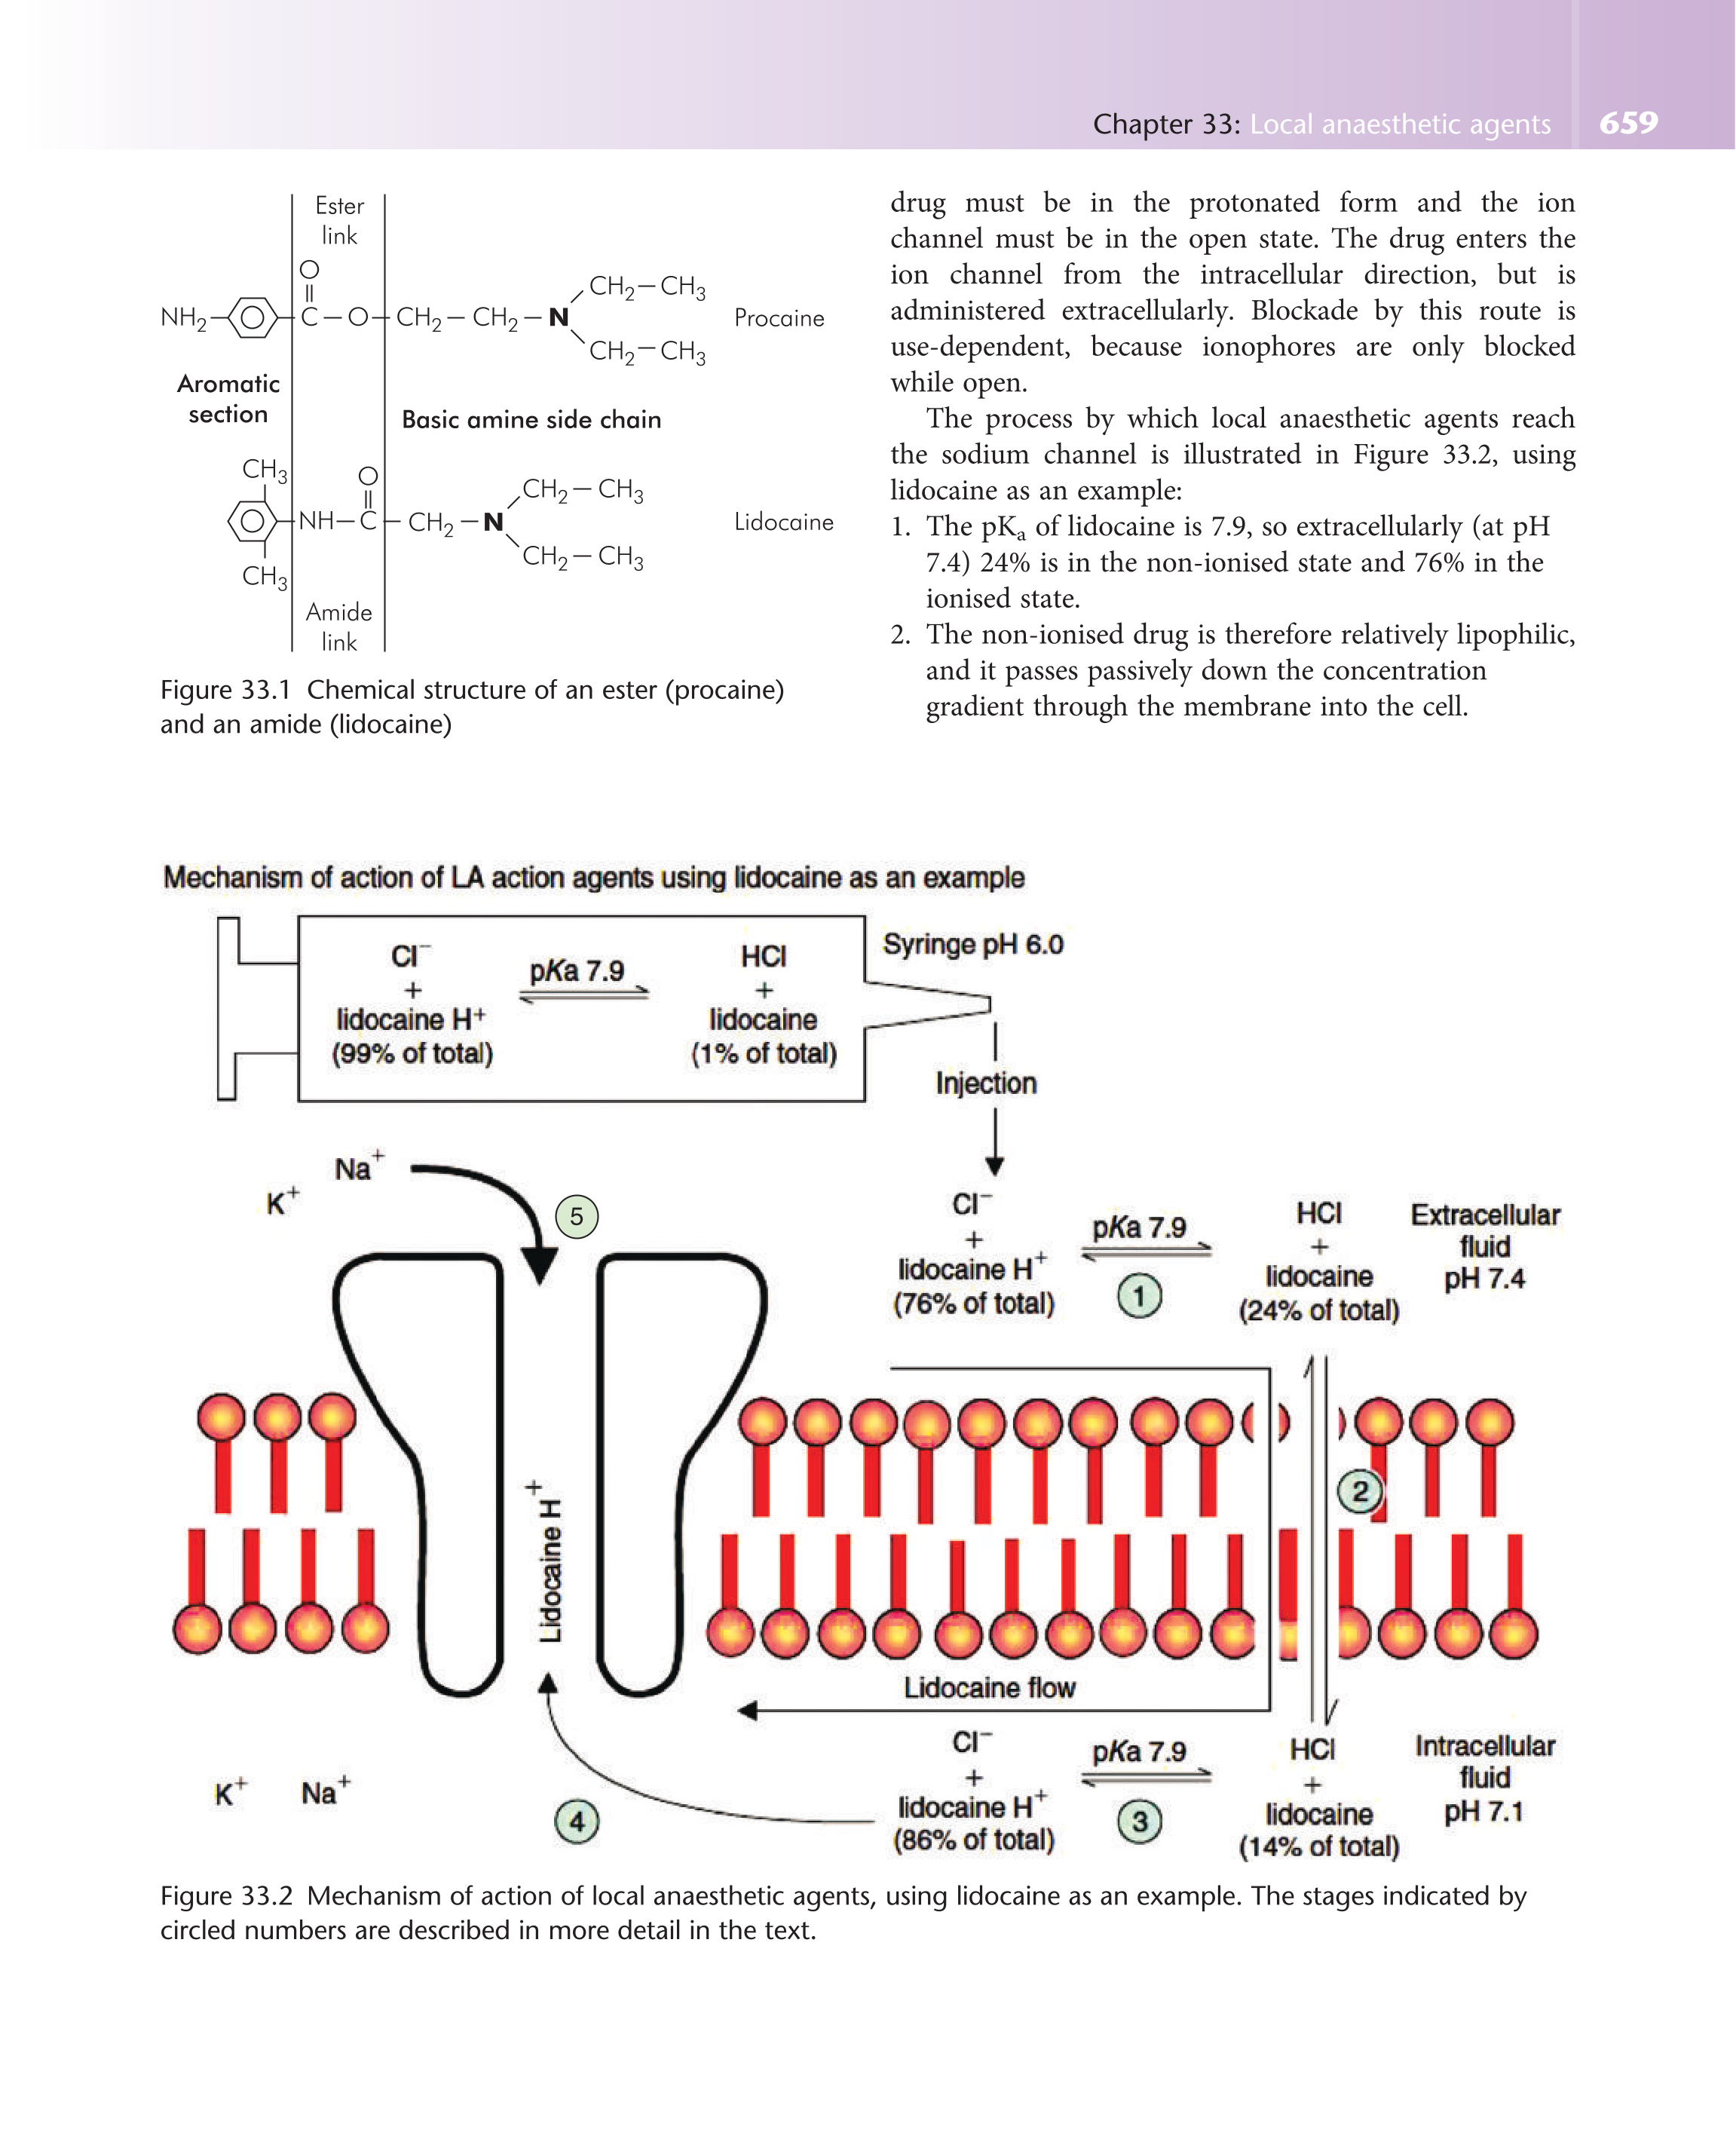 Chapter 33: Local anaesthetic agents 659
Ester
link
O
NH2 C O CH2 CH2 N CH2 CH3 CH2 CH3 Procaine
Aromatic
section
Basic amine side chain
CH3
O
NH C CH2 N CH2 CH3 CH2 CH3 Lidocaine
CH3
Amide
link
Figure 33.1 Chemical structure of an ester (procaine)
and an amide (lidocaine)
drug must be in the protonated form and the ion
channel must be in the open state. The drug enters the
ion channel from the intracellular direction, but is
administered extracellularly. Blockade by this route is
use-dependent, because ionophores are only blocked
while open.
The process by which local anaesthetic agents reach
the sodium channel is illustrated in Figure 33.2, using
lidocaine as an example:
1. The pKa of lidocaine is 7.9, so extracellularly (at pH
7.4) 24% is in the non-ionised state and 76% in the
ionised state.
2. The non-ionised drug is therefore relatively lipophilic,
and it passes passively down the concentration
gradient through the membrane into the cell.
Mechanism of action of LA action agents using lidocaine as an example
Cl−
+
lidocaine H+
(99% of total)
pKa 7.9
HCl
+
lidocaine
(1% of total)
Syringe pH 6.0
Injection
Na+
K+
5
Cl−
+
lidocaine H+
(76% of total)
pKa 7.9
1
HCl
+
lidocaine
(24% of total)
Extracellular
fluid
pH 7.4
2
Lidocaine H+
Lidocaine flow
K+ Na+
4
Cl−
+
lidocaine H+
(86% of total)
pKa 7.9
3
HCl
+
lidocaine
(14% of total)
Intracellular
fluid
pH 7.1
Figure 33.2 Mechanism of action of local anaesthetic agents, using lidocaine as an example. The stages indicated by
circled numbers are described in more detail in the text.